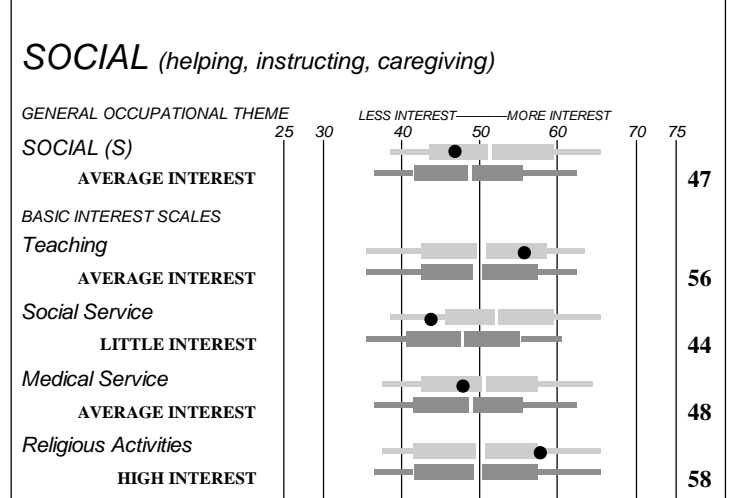 SOCIAL (helping, instructing, caregiving)
GENERAL OCCUPATIONAL THEME LESS INTEREST MORE INTEREST
25 30 40 50 60 70 75
SOCIAL (S)
AVERAGE INTEREST 47
BASIC INTEREST SCALES
Teaching
AVERAGE INTEREST 56
Social Service
LITTLE INTEREST 44
Medical Service
AVERAGE INTEREST 48
Religious Activities
HIGH INTEREST 58